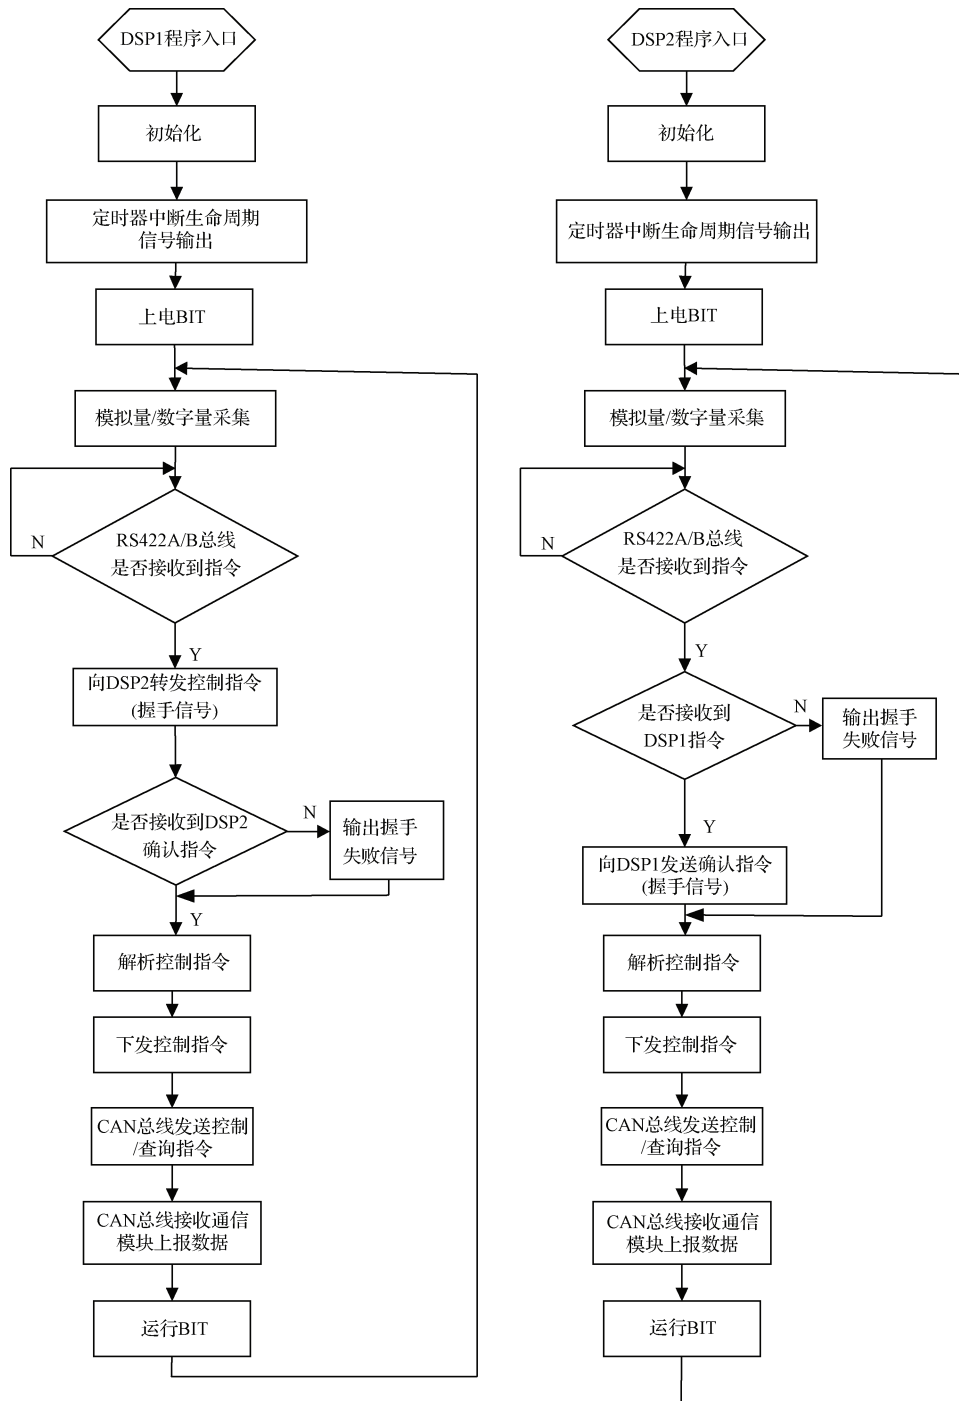 DSP1程序入口
初始化
定时器中断生命周期
信号输出
上电BIT
模拟量/数字量采集
RS422A/B总线
是否接收到指令
N
Y
向DSP2转发控制指令
(握手信号)
是否接收到DSP2
确认指令
N
输出握手
失败信号
Y
解析控制指令
下发控制指令
CAN总线发送控制
/查询指令
CAN总线接收通信
模块上报数据
运行BIT
DSP2程序入口
初始化
定时器中断生命周期信号输出
上电BIT
模拟量/数字量采集
RS422A/B总线
是否接收到指令
N
Y
是否接收到
DSP1指令
N
输出握手
失败信号
Y
向DSP1发送确认指令
(握手信号)
解析控制指令
下发控制指令
CAN总线发送控制
/查询指令
CAN总线接收通信
模块上报数据
运行BIT